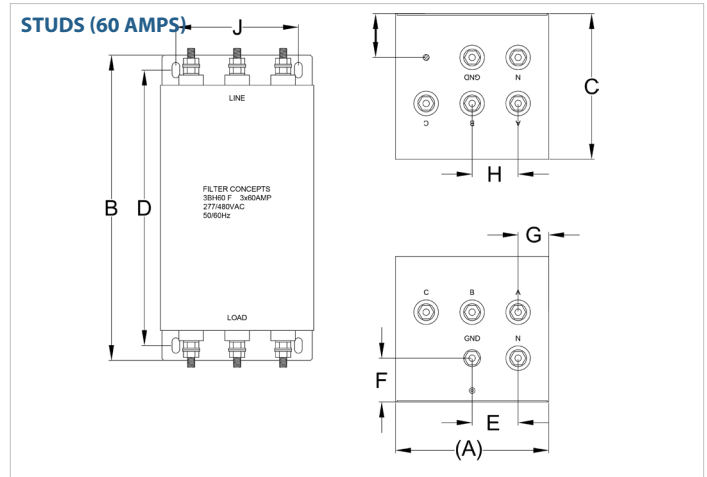 STUDS (60 AMPS)
J
LINE
B
D
FILTER CONCEPTS
3BH60 F 3x60AMP
277/480VAC
50/60Hz
LOAD
GND
N
C
B
A
C
H
G
C
B
A
GND
N
F
E
(A)